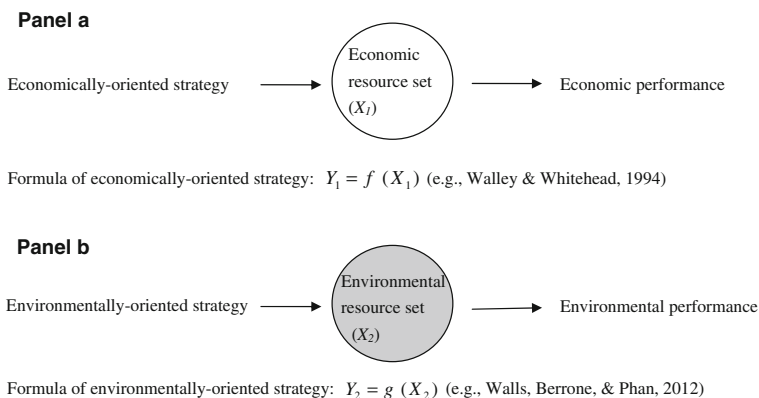 Panel a
Economically-oriented strategy
Economic
resource set
(X₁)
Economic performance
Formula of economically-oriented strategy: Y₁ = f (X₁) (e.g., Walley & Whitehead, 1994)
Panel b
Environmentally-oriented strategy
Environmental
resource set
(X₂)
Environmental performance
Formula of environmentally-oriented strategy: Y₂ = g (X₂) (e.g., Walls, Berrone, & Phan, 2012)